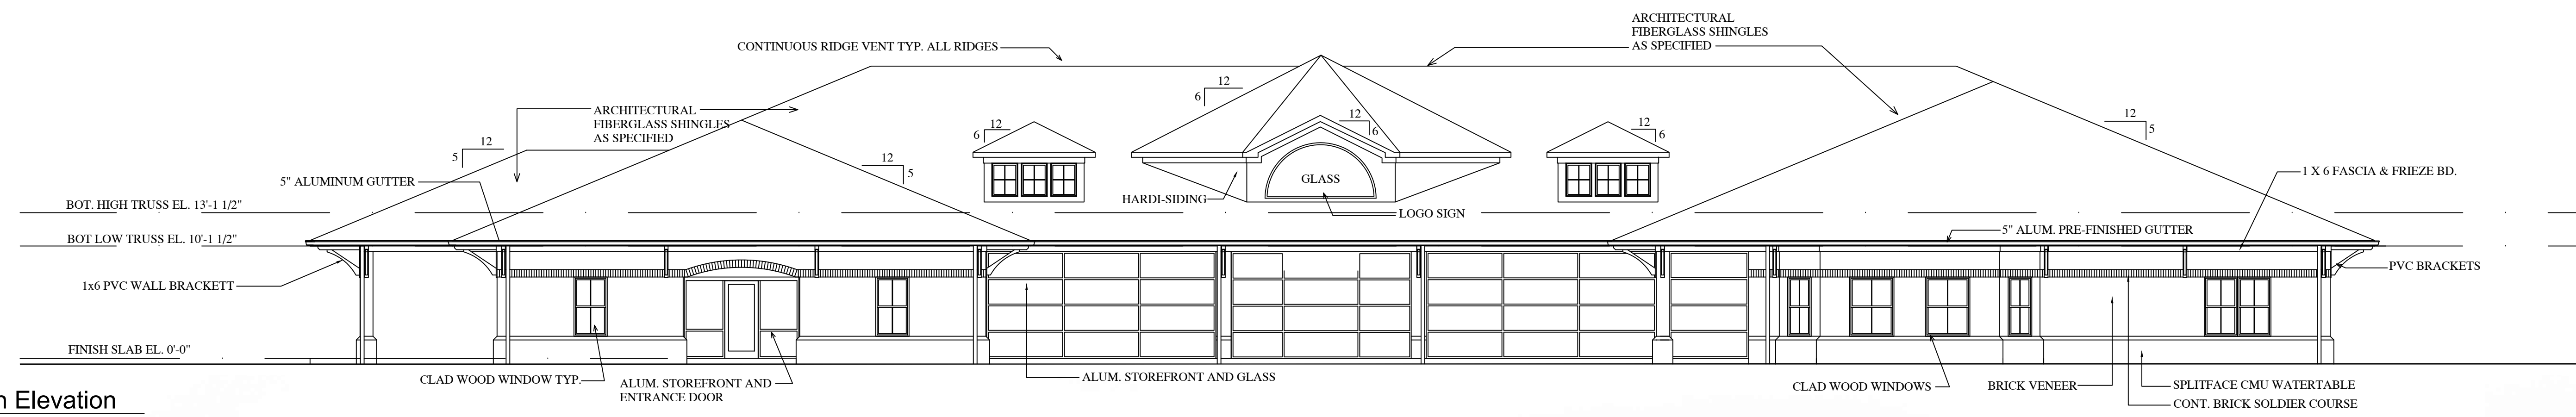 ARCHITECTURAL
FIBERGLASS SHINGLES
AS SPECIFIED
CONTINUOUS RIDGE VENT TYP. ALL RIDGES
12
6
ARCHITECTURAL
FIBERGLASS SHINGLES
AS SPECIFIED
12
6
12
6
12
6
12
5
12
5
12
5
5" ALUMINUM GUTTER
GLASS
1 X 6 FASCIA & FRIEZE BD.
HARDI-SIDING
LOGO SIGN
BOT. HIGH TRUSS EL. 13'-1 1/2"
5" ALUM. PRE-FINISHED GUTTER
BOT LOW TRUSS EL. 10'-1 1/2"
PVC BRACKETS
1x6 PVC WALL BRACKETT
FINISH SLAB EL. 0'-0"
CLAD WOOD WINDOW TYP.
ALUM. STOREFRONT AND
ENTRANCE DOOR
ALUM. STOREFRONT AND GLASS
CLAD WOOD WINDOWS
BRICK VENEER
SPLITFACE CMU WATERTABLE
CONT. BRICK SOLDIER COURSE
n Elevation